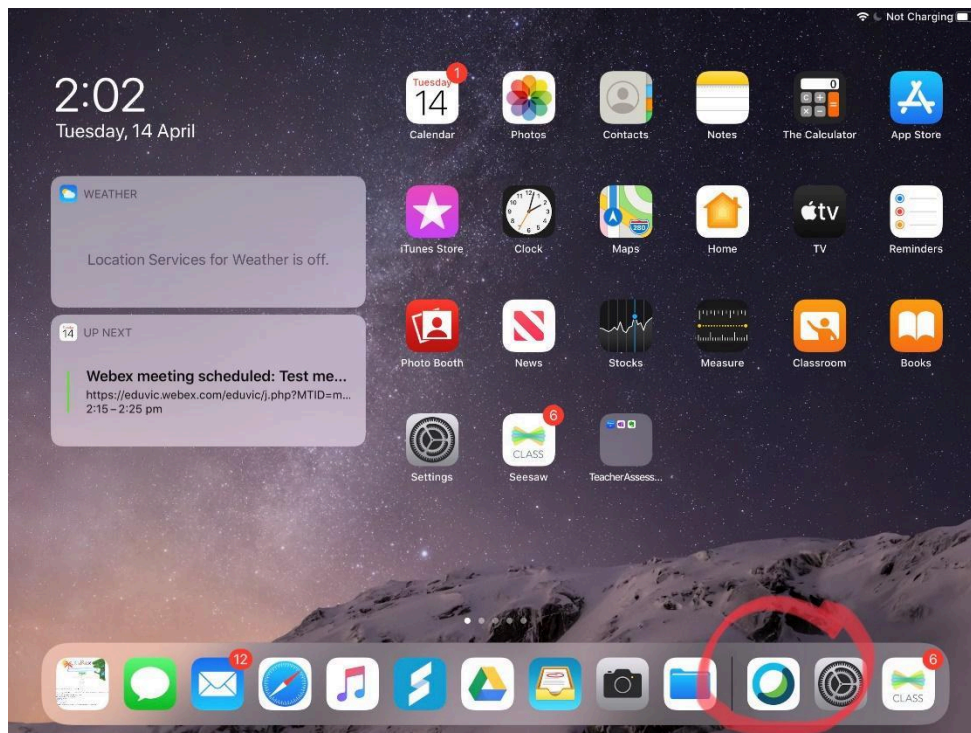 Not Charging
2:02
Tuesday, 14 April
WEATHER
Location Services for Weather is off.
14
UP NEXT
Webex meeting scheduled: Test me...
https://eduvic.webex.com/eduvic/j.php?MTID=m...
2:15 – 2:25 pm
1
Tuesday
14
0
Calendar
Photos
Contacts
Notes
The Calculator
App Store
12
280
tv
iTunes Store
Clock
Maps
Home
TV
Reminders
Photo Booth
News
Stocks
Measure
Classroom
Books
6
CLASS
Settings
Seesaw
TeacherAssess...
12
6
CLASS